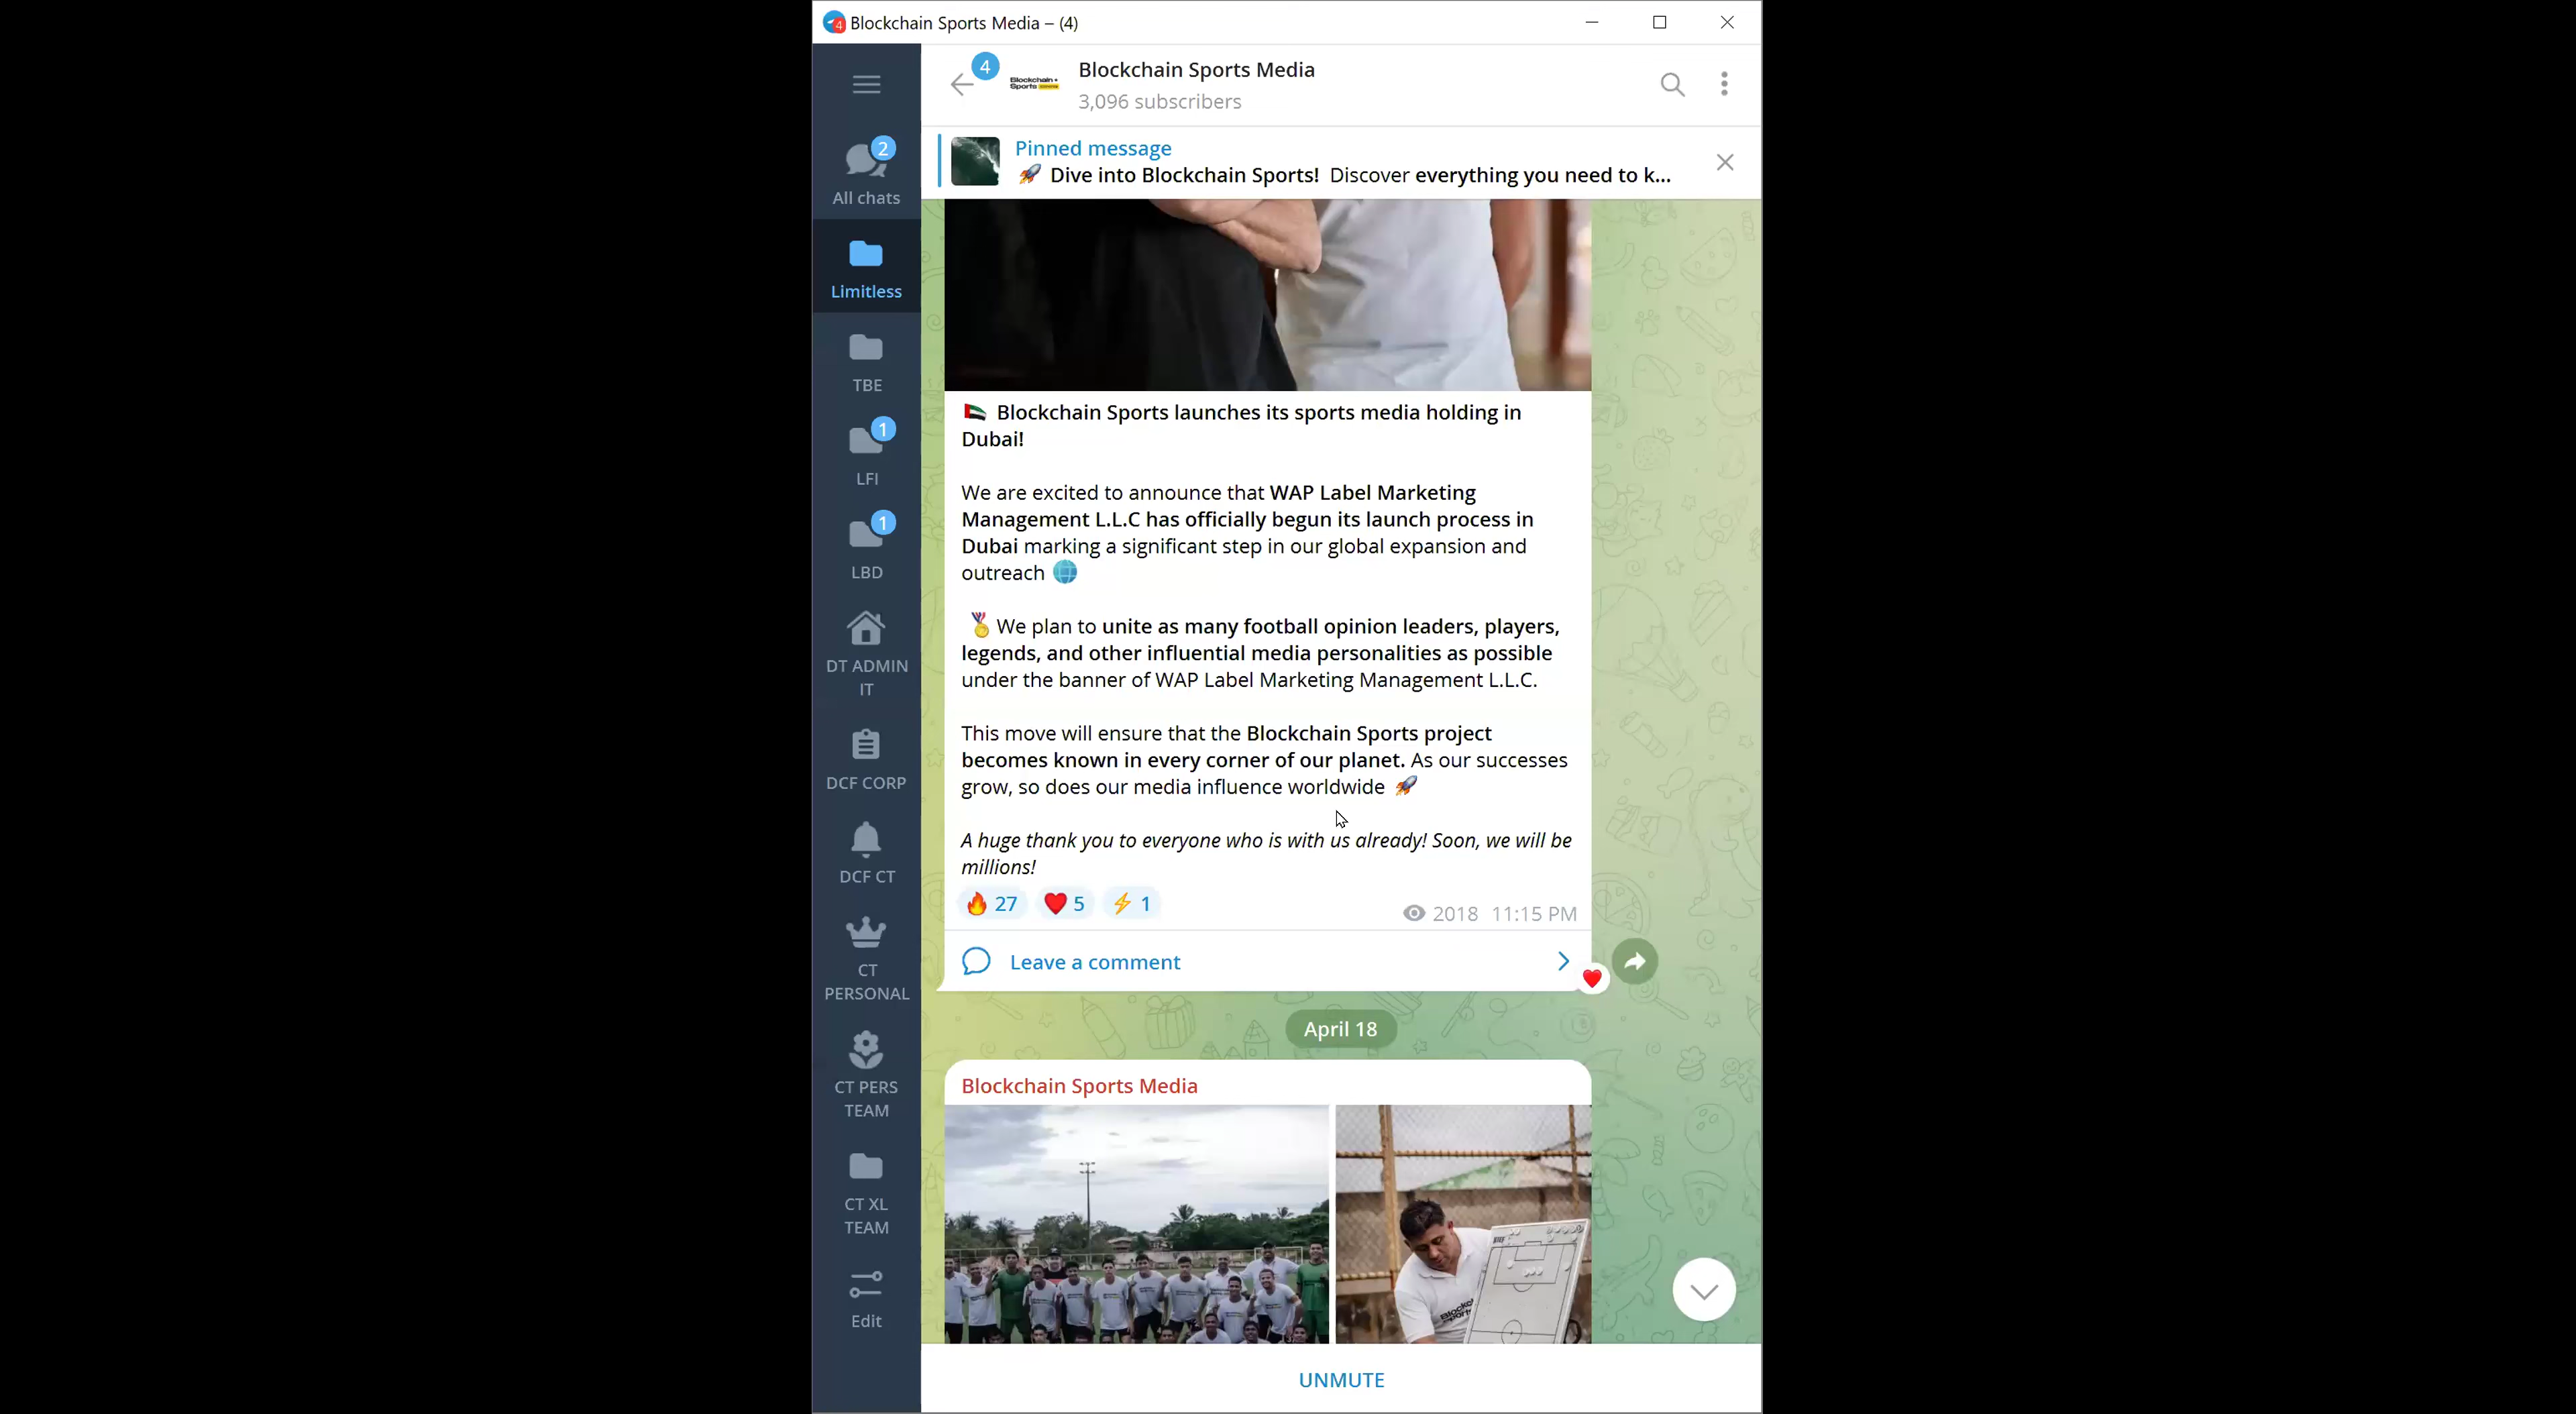 Blockchain Sports Media – (4)
4
Blockchain Sports Media
3,096 subscribers
Pinned message
🚀 Dive into Blockchain Sports! Discover everything you need to k...
2
All chats
Limitless
TBE
1
LFI
1
LBD
DT ADMIN
IT
DCF CORP
DCF CT
CT
PERSONAL
CT PERS
TEAM
CT XL
TEAM
Edit
🇦🇪 Blockchain Sports launches its sports media holding in
Dubai!
We are excited to announce that WAP Label Marketing
Management L.L.C has officially begun its launch process in
Dubai marking a significant step in our global expansion and
outreach 🌐
🏅We plan to unite as many football opinion leaders, players,
legends, and other influential media personalities as possible
under the banner of WAP Label Marketing Management L.L.C.
This move will ensure that the Blockchain Sports project
becomes known in every corner of our planet. As our successes
grow, so does our media influence worldwide 🚀
A huge thank you to everyone who is with us already! Soon, we will be
millions!
🔥 27 ❤️ 5 ⚡ 1
2018 11:15 PM
Leave a comment
April 18
Blockchain Sports Media
UNMUTE